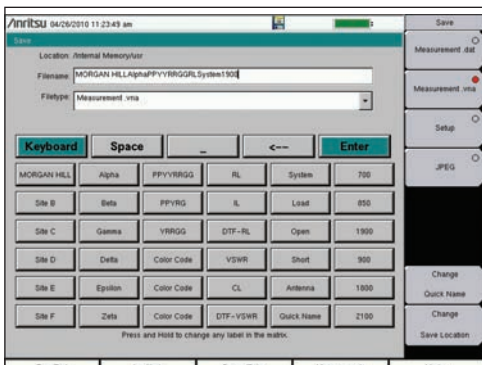 /Inritsu 04/26/2010 11:23:49 am
Save
Save
Location: /Internal Memory/usr
Filename: MORGAN HILLAlphaPPYVYRRGGRLSystem1900
Filetype: Measurement .vna
Keyboard Space _ <-- Enter
MORGAN HILL Alpha PPYVYRRGG RL System 700
Site B Beta PPYRG IL Load 850
Site C Gamma YRRGG DTF-RL Open 1900
Site D Delta Color Code VSWR Short 900
Site E Epsilon Color Code CL Antenna 1800
Site F Zeta Color Code DTF-VSWR Quick Name 2100
Press and Hold to change any label in the matrix.
Measurement .dat
Measurement .vna
Setup
JPEG
Change
Quick Name
Change
Save Location